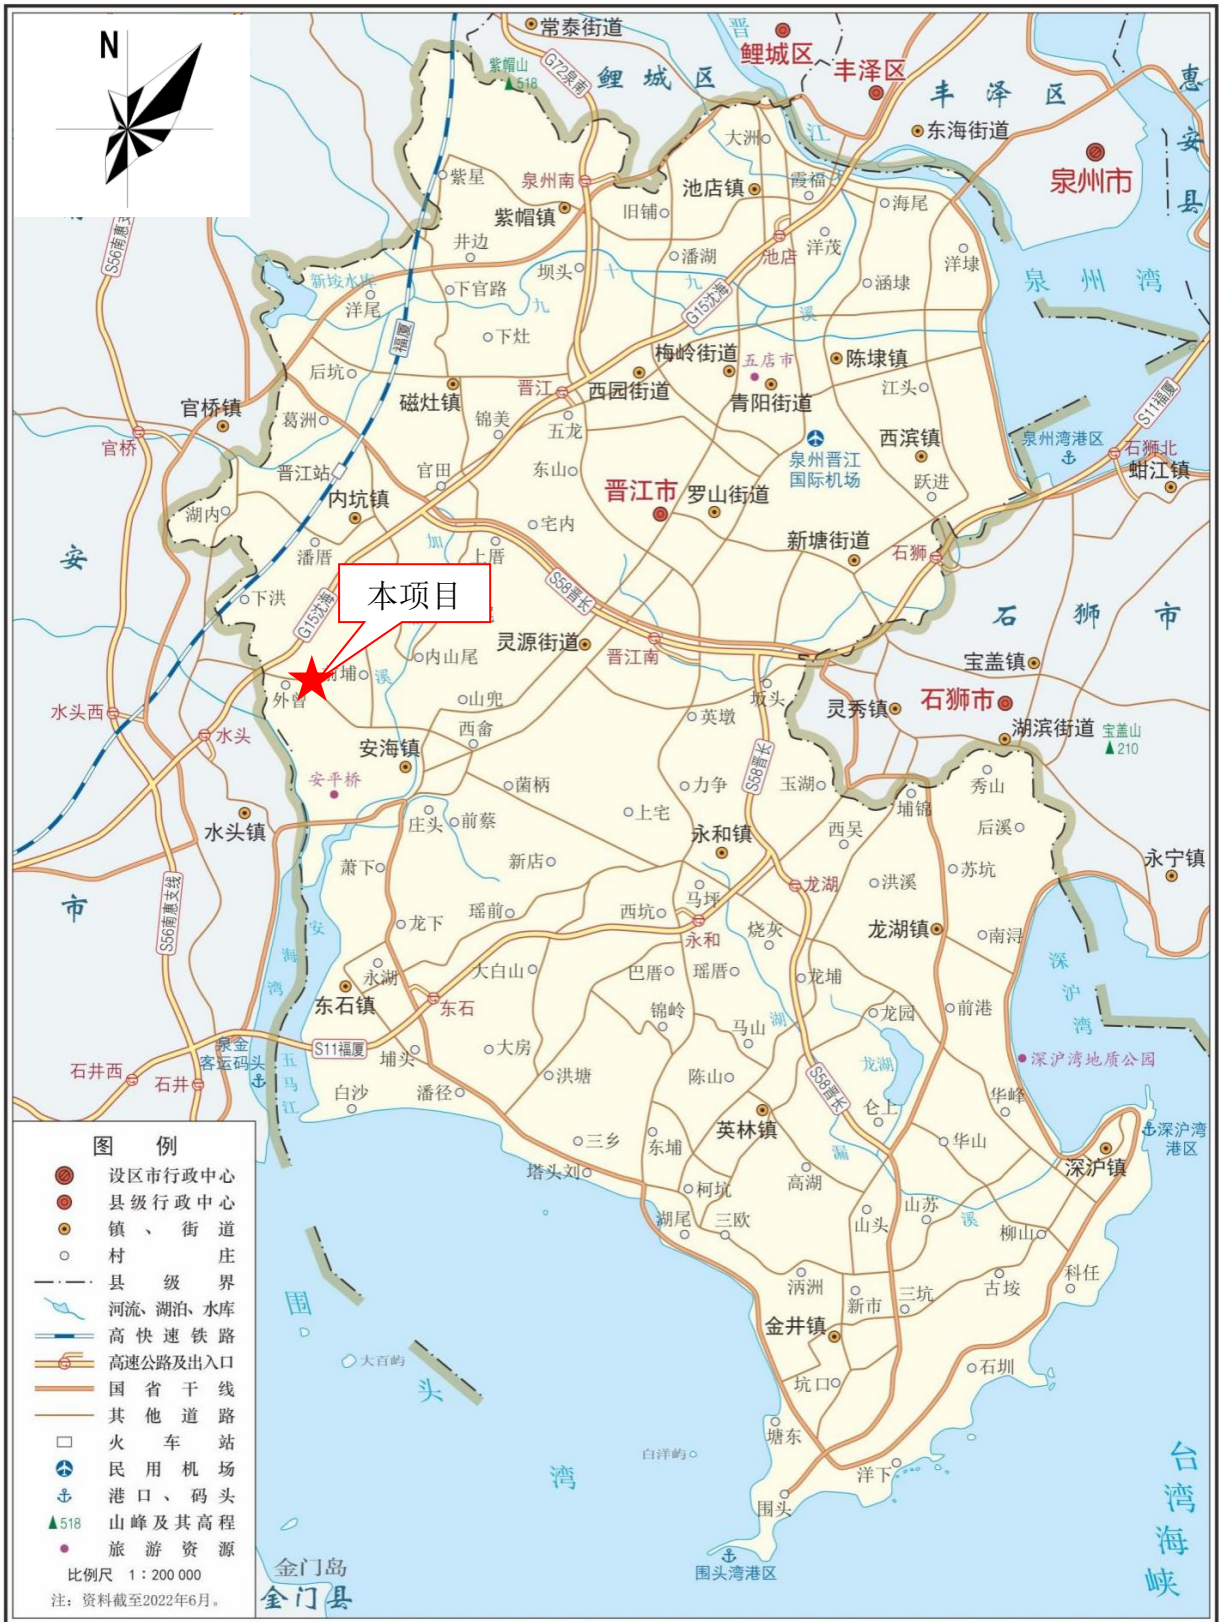 N
常泰街道
鲤城区
丰泽区
紫帽山
518
G72泉南
鲤城区
丰泽区
惠安县
晋
江
东海街道
泉州市
大洲
紫星
泉州南
池店镇
霞福
紫帽镇
旧铺
海尾
S56南惠支线
井边
池店
洋茂
洋埭
坝头
潘湖
十
九
九
溪
新垵水库
洋尾
下官路
涵埭
泉州湾
G15沈海
福厦
下灶
梅岭街道
五店市
陈埭镇
后坑
磁灶镇
晋江
西园街道
青阳街道
江头
官桥镇
葛洲
锦美
五龙
西滨镇
S11福厦
官桥
泉州晋江
国际机场
泉州湾港区
石狮北
蚶江镇
晋江站
官田
东山
跃进
内坑镇
晋江市
罗山街道
湖内
宅内
加
上厝
新塘街道
石狮
安
潘厝
下洪
G15沈海
本项目
S58晋长
石狮市
灵源街道
晋江南
内山尾
宝盖镇
溪
外曾
埔
山兜
坂头
英墩
灵秀镇
石狮市
水头西
水头
西畲
安海镇
湖滨街道
宝盖山
210
安平桥
菌柄
力争
S58晋长
玉湖
秀山
埔锦
水头镇
庄头
前蔡
上宅
永和镇
西吴
后溪
永宁镇
新店
萧下
苏坑
市
S56南惠支线
马坪
龙湖
洪溪
瑶前
西坑
龙下
永和
烧灰
龙湖镇
南浔
安
海
湾
永湖
大白山
巴厝
瑶厝
龙埔
深
沪
湾
东石镇
东石
锦岭
湖
龙园
前港
马山
泉金
客运码头
S11福厦
埔头
大房
龙湖
深沪湾地质公园
石井西
石井
五
马
江
洪塘
陈山
S58晋长
白沙
潘径
仑上
华峰
英林镇
深沪湾
港区
三乡
东埔
漏
华山
深沪镇
塔头刘
高湖
柯坑
山苏
溪
湖尾
三欧
山头
柳山
科任
沥洲
古垵
新市
三坑
金井镇
围
头
湾
大百屿
石圳
坑口
塘东
白洋屿
洋下
围头
台湾海峡
围头湾港区
金门岛
金门县
图例
设区市行政中心
县级行政中心
镇、街道
村庄
县级界
河流、湖泊、水库
高快速铁路
高速公路及出入口
国省干线
其他道路
火车站
民用机场
港口、码头
518 山峰及其高程
旅游资源
比例尺 1：200 000
注：资料截至2022年6月。